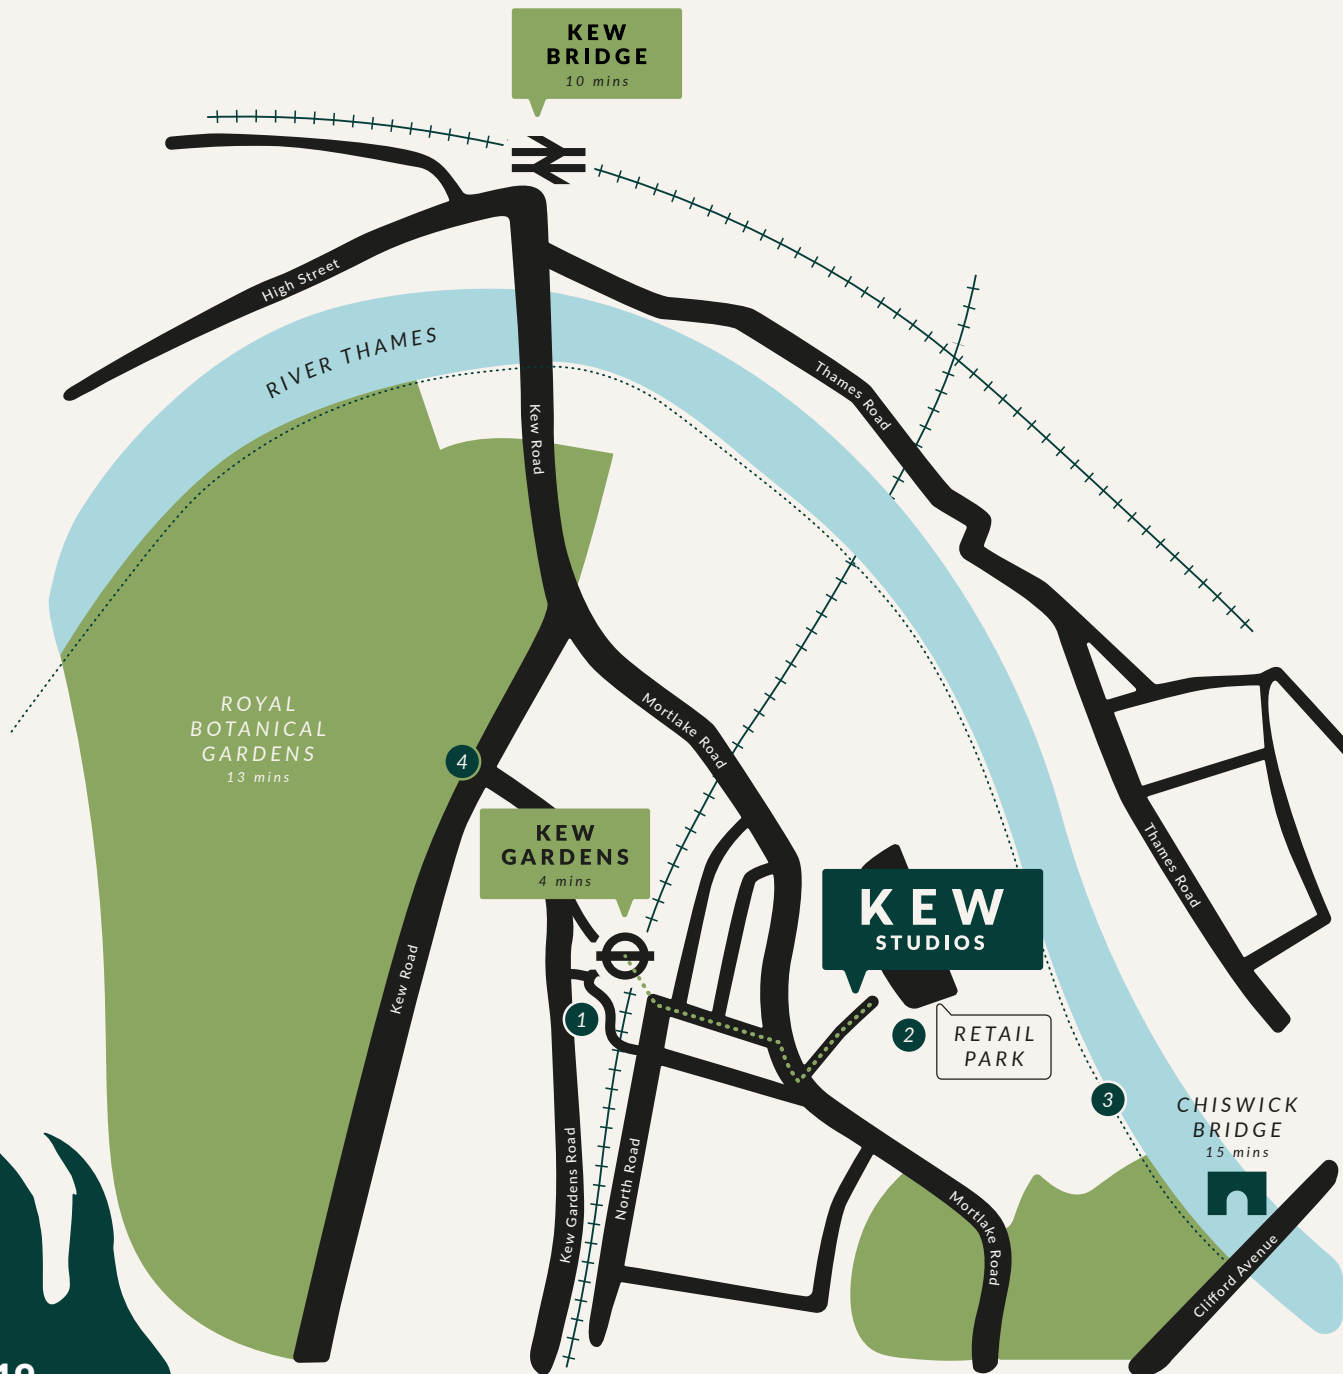 KEW
BRIDGE
10 mins
High Street
RIVER THAMES
Thames Road
Kew Road
ROYAL
BOTANICAL
GARDENS
13 mins
Mortlake Road
4
KEW
GARDENS
4 mins
KEW
STUDIOS
Thames Road
Kew Road
1
2
RETAIL
PARK
3
CHISWICK
BRIDGE
15 mins
Kew Gardens Road
North Road
Mortlake Road
Clifford Avenue